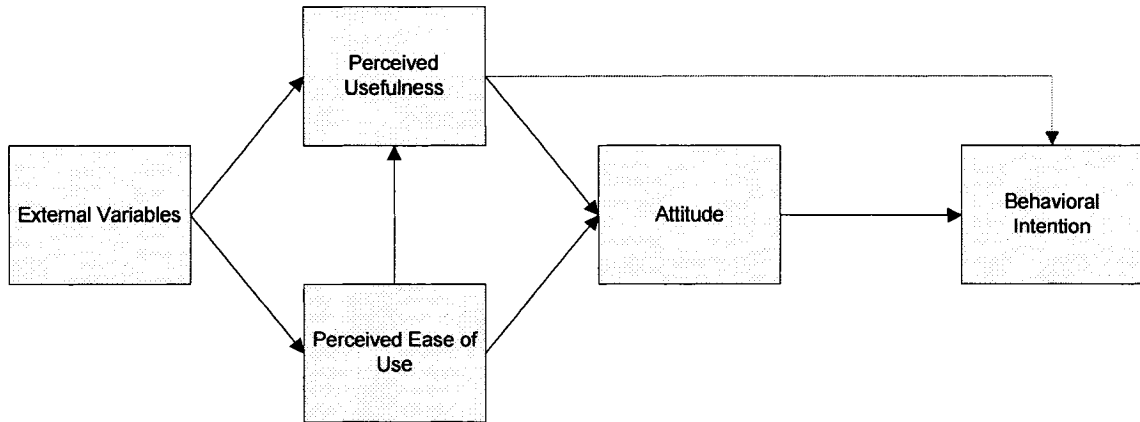 Perceived
Usefulness
External Variables
Perceived Ease of
Use
Attitude
Behavioral
Intention